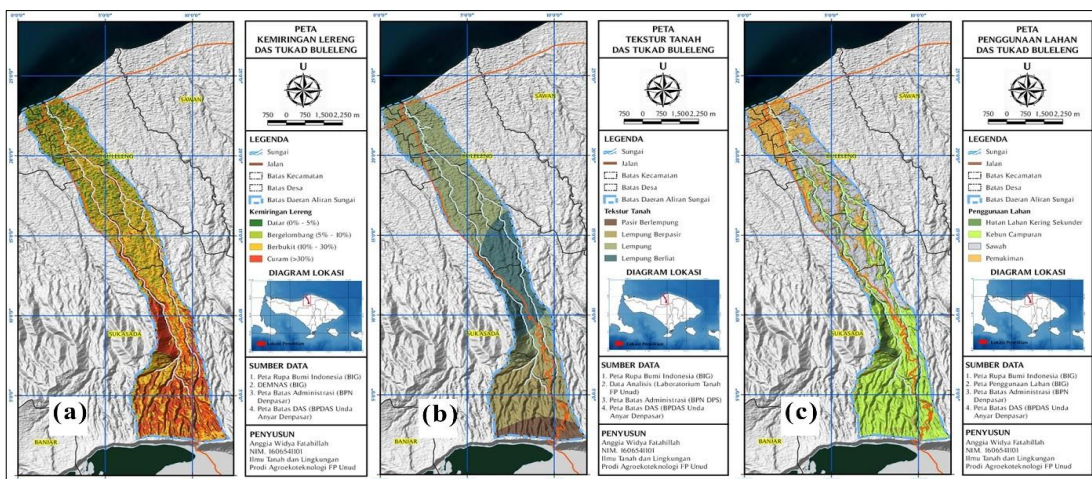 PETA
KEMIRINGAN LERENG
DAS TUKAD BULELENG
U
750 0 1,500 2,250 m
LEGENDA
Sungai
Jalan
Batas Kecamatan
Batas Desa
Batas Daerah Aliran Sungai
Kemiringan Lereng
Datar (0% - 5%)
Bergelombang (5% - 10%)
Berbukit (10% - 30%)
Curam (>30%)
DIAGRAM LOKASI
Lokasi Penelitian
SUMBER DATA
1. Peta Rupa Bumi Indonesia (BIG)
2. DEMNAS (BIG)
3. Peta Batas Administrasi (BPN
Denpasar)
4. Peta Batas DAS (BPDAS Unda
Anyar Denpasar)
PENYUSUN
Anggia Widya Fatahillah
NIM. 1606541101
Ilmu Tanah dan Lingkungan
Prodi Agroekoteknologi FP Unud
SAWAN
SUKASADA
BANJAR
(a)
PETA
TEKSTUR TANAH
DAS TUKAD BULELENG
U
750 0 1,500 2,250 m
LEGENDA
Sungai
Jalan
Batas Kecamatan
Batas Desa
Batas Daerah Aliran Sungai
Tekstur Tanah
Pasir Berlempung
Lempung Berpasir
Lempung
Lempung Berliat
DIAGRAM LOKASI
Lokasi Penelitian
SUMBER DATA
1. Peta Rupa Bumi Indonesia (BIG)
2. Data Analisis (Laboratorium Tanah
FP Unud)
3. Peta Batas Administrasi (BPN DPS)
4. Peta Batas DAS (BPDAS Unda
Anyar Denpasar)
PENYUSUN
Anggia Widya Fatahillah
NIM. 1606541101
Ilmu Tanah dan Lingkungan
Prodi Agroekoteknologi FP Unud
SAWAN
SUKASADA
BANJAR
(b)
PETA
PENGGUNAAN LAHAN
DAS TUKAD BULELENG
U
750 0 1,500 2,250 m
LEGENDA
Sungai
Jalan
Batas Kecamatan
Batas Desa
Batas Daerah Aliran Sungai
Penggunaan Lahan
Hutan Lahan Kering Sekunder
Kebun Campuran
Sawah
Pemukiman
DIAGRAM LOKASI
Lokasi Penelitian
SUMBER DATA
1. Peta Rupa Bumi Indonesia (BIG)
2. Peta Penggunaan Lahan (BIG)
3. Peta Batas Administrasi (BPN
Denpasar)
4. Peta Batas DAS (BPDAS Unda
Anyar Denpasar)
PENYUSUN
Anggia Widya Fatahillah
NIM. 1606541101
Ilmu Tanah dan Lingkungan
Prodi Agroekoteknologi FP Unud
SAWAN
BANJAR
(c)